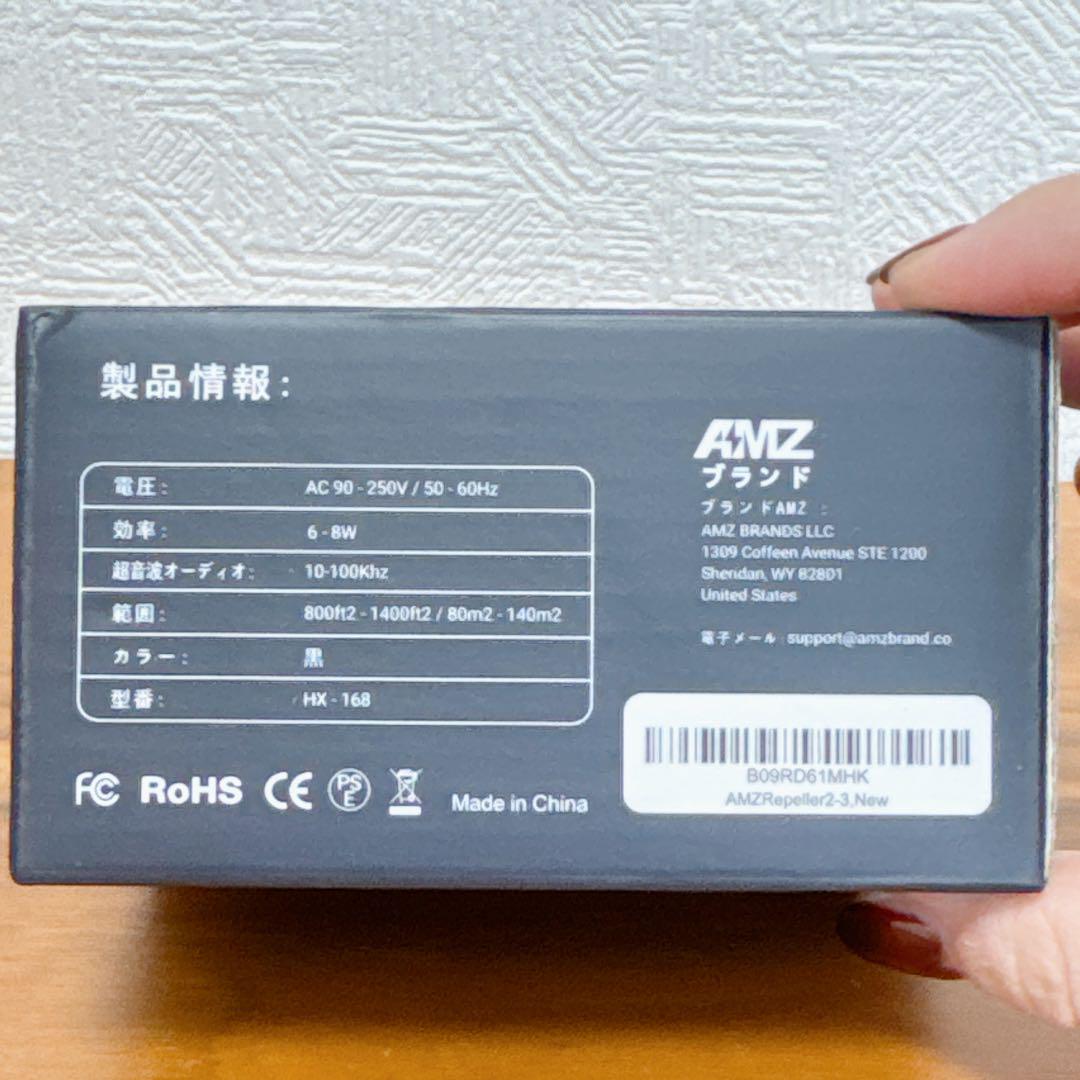 製品情報:
電圧: AC 90 - 250V / 50 - 60Hz
効率: 6 - 8W
超音波オーディオ: 10-100Khz
範囲: 800ft2 - 1400ft2 / 80m2 - 140m2
カラー: 黒
型番: HX - 168
FC RoHS CE PSE Made in China
AMZ
ブランド
ブランドAMZ :
AMZ BRANDS LLC
1309 Coffeen Avenue STE 1200
Sheridan, WY 82801
United States
電子メール support@amzbrand.co
B09RD61MHK
AMZRepeller2-3,New